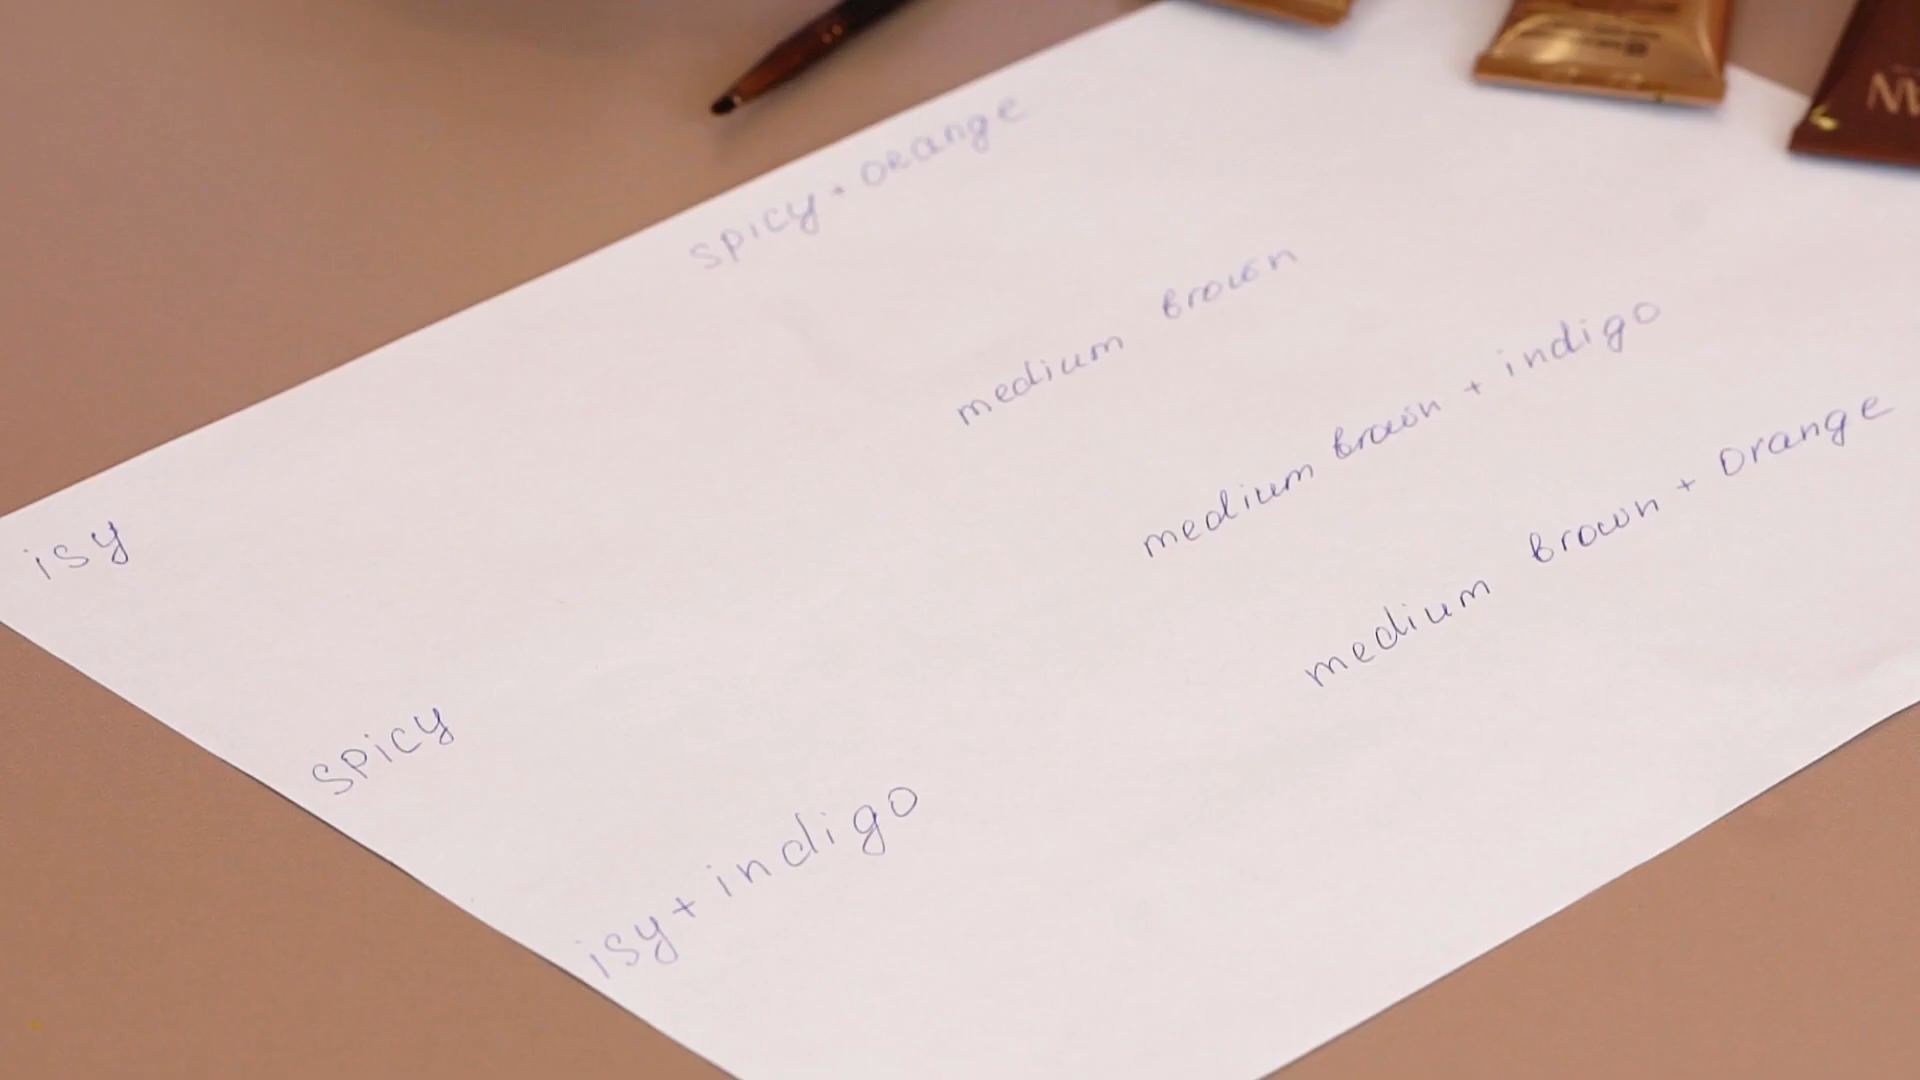 isy
spicy
isy + indigo
spicy + orange
medium brown
medium brown + indigo
medium brown + orange